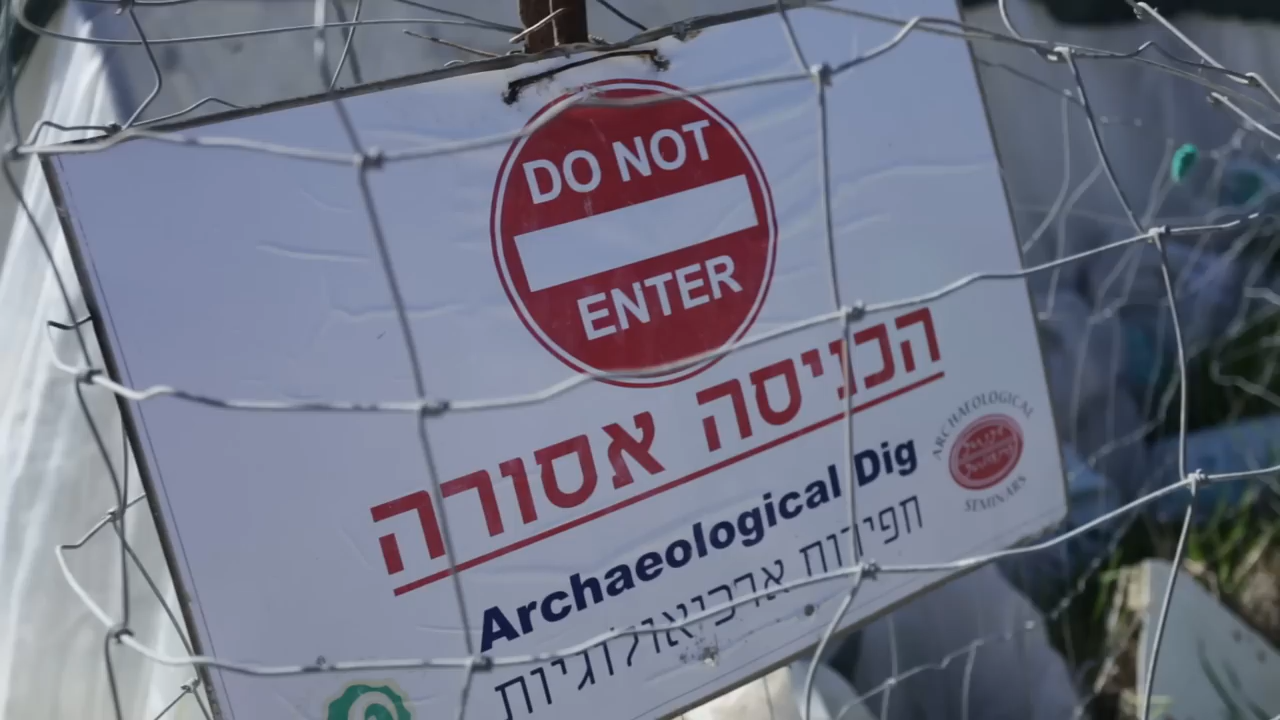 DO NOT
ENTER
הכניסה אסורה
Archaeological Dig
חפירות ארכיאולוגיות
ARCHAEOLOGICAL
SEMINARS